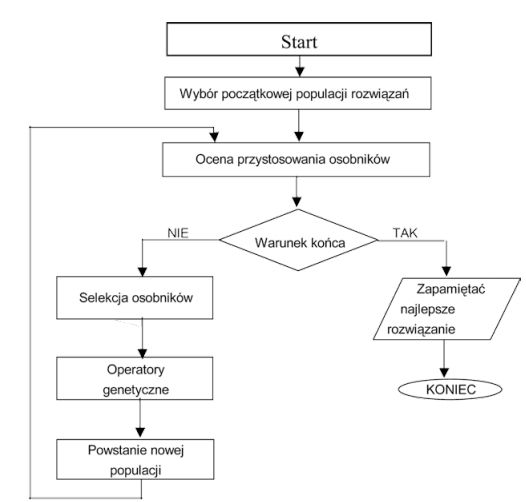 Start
Wybór początkowej populacji rozwiązań
Ocena przystosowania osobników
NIE
Warunek końca
TAK
Selekcja osobników
Zapamiętać
najlepsze
rozwiązanie
Operatory
genetyczne
KONIEC
Powstanie nowej
populacji